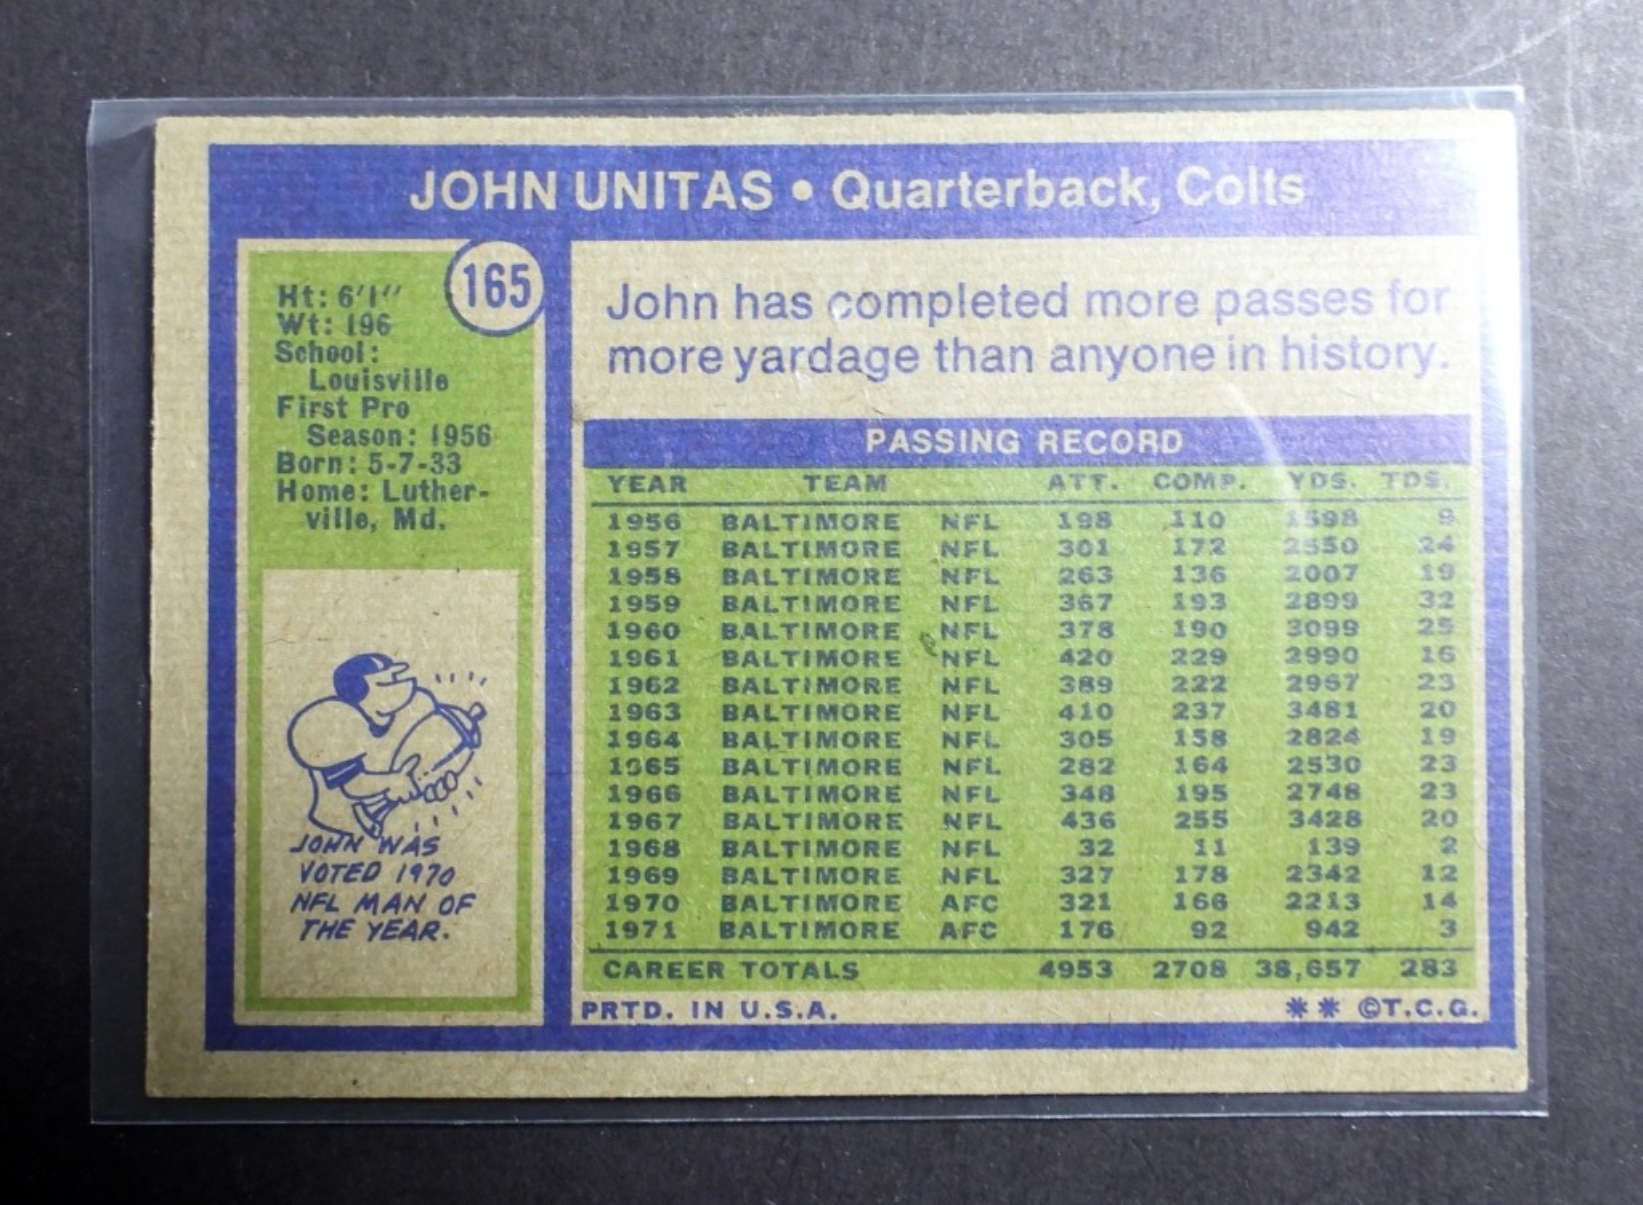 JOHN UNITAS • Quarterback, Colts
165
Ht: 6'1"
Wt: 196
School:
Louisville
First Pro
Season: 1956
Born: 5-7-33
Home: Luther-
ville, Md.
JOHN WAS
VOTED 1970
NFL MAN OF
THE YEAR.
John has completed more passes for
more yardage than anyone in history.
PASSING RECORD
YEAR TEAM ATT. COMP. YDS. TDS.
1956 BALTIMORE NFL 198 110 1598 9
1957 BALTIMORE NFL 301 172 2550 24
1958 BALTIMORE NFL 263 136 2007 19
1959 BALTIMORE NFL 367 193 2899 32
1960 BALTIMORE NFL 378 190 3099 25
1961 BALTIMORE NFL 420 229 2990 16
1962 BALTIMORE NFL 389 222 2967 23
1963 BALTIMORE NFL 410 237 3481 20
1964 BALTIMORE NFL 305 158 2824 19
1965 BALTIMORE NFL 282 164 2530 23
1966 BALTIMORE NFL 348 195 2748 23
1967 BALTIMORE NFL 436 255 3428 20
1968 BALTIMORE NFL 32 11 139 2
1969 BALTIMORE NFL 327 178 2342 12
1970 BALTIMORE AFC 321 166 2213 14
1971 BALTIMORE AFC 176 92 942 3
CAREER TOTALS 4953 2708 38,657 283
PRTD. IN U.S.A. ** ©T.C.G.